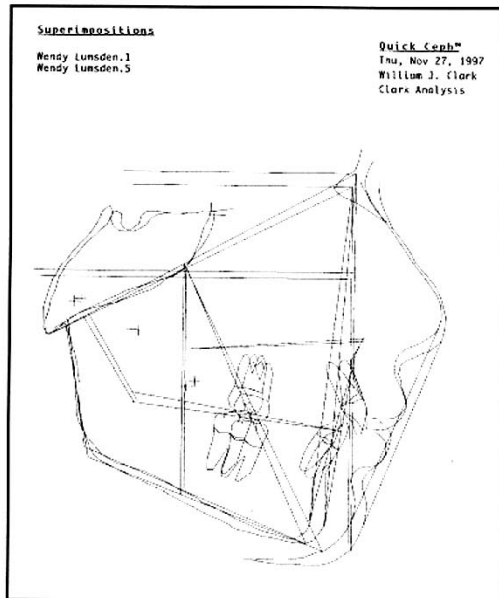 Superimpositions
Wendy Lumsden.1
Wendy Lumsden.5
Quick Ceph™
Thu, Nov 27, 1997
William J. Clark
Clark Analysis